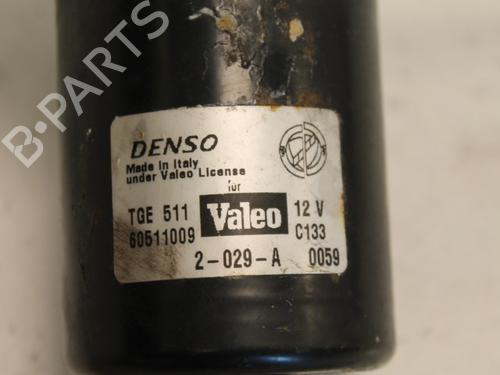 B-PARTS
DENSO
Made in Italy
under Valeo License
für
TGE 511 Valeo 12 V
60511009 C133
2-029-A 0059